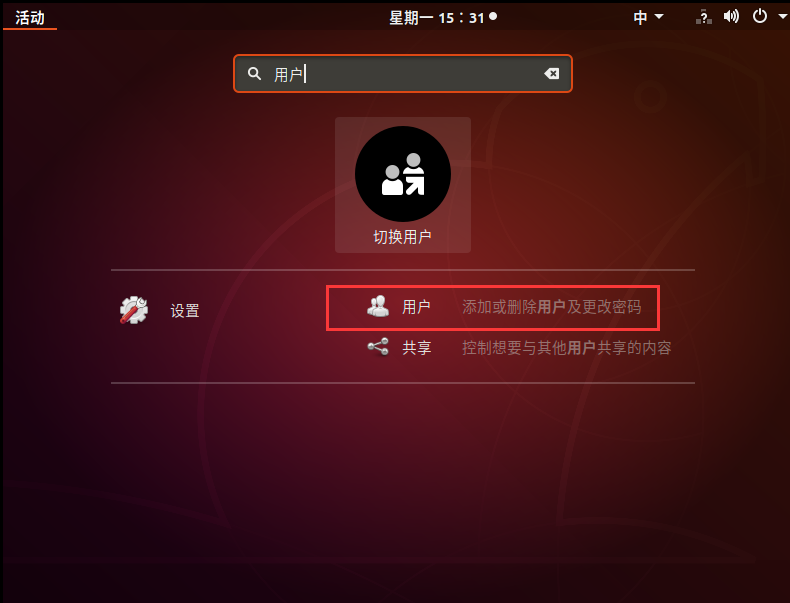 活动 星期一 15：31 中
用户
切换用户
设置
用户 添加或删除用户及更改密码
共享 控制想要与其他用户共享的内容